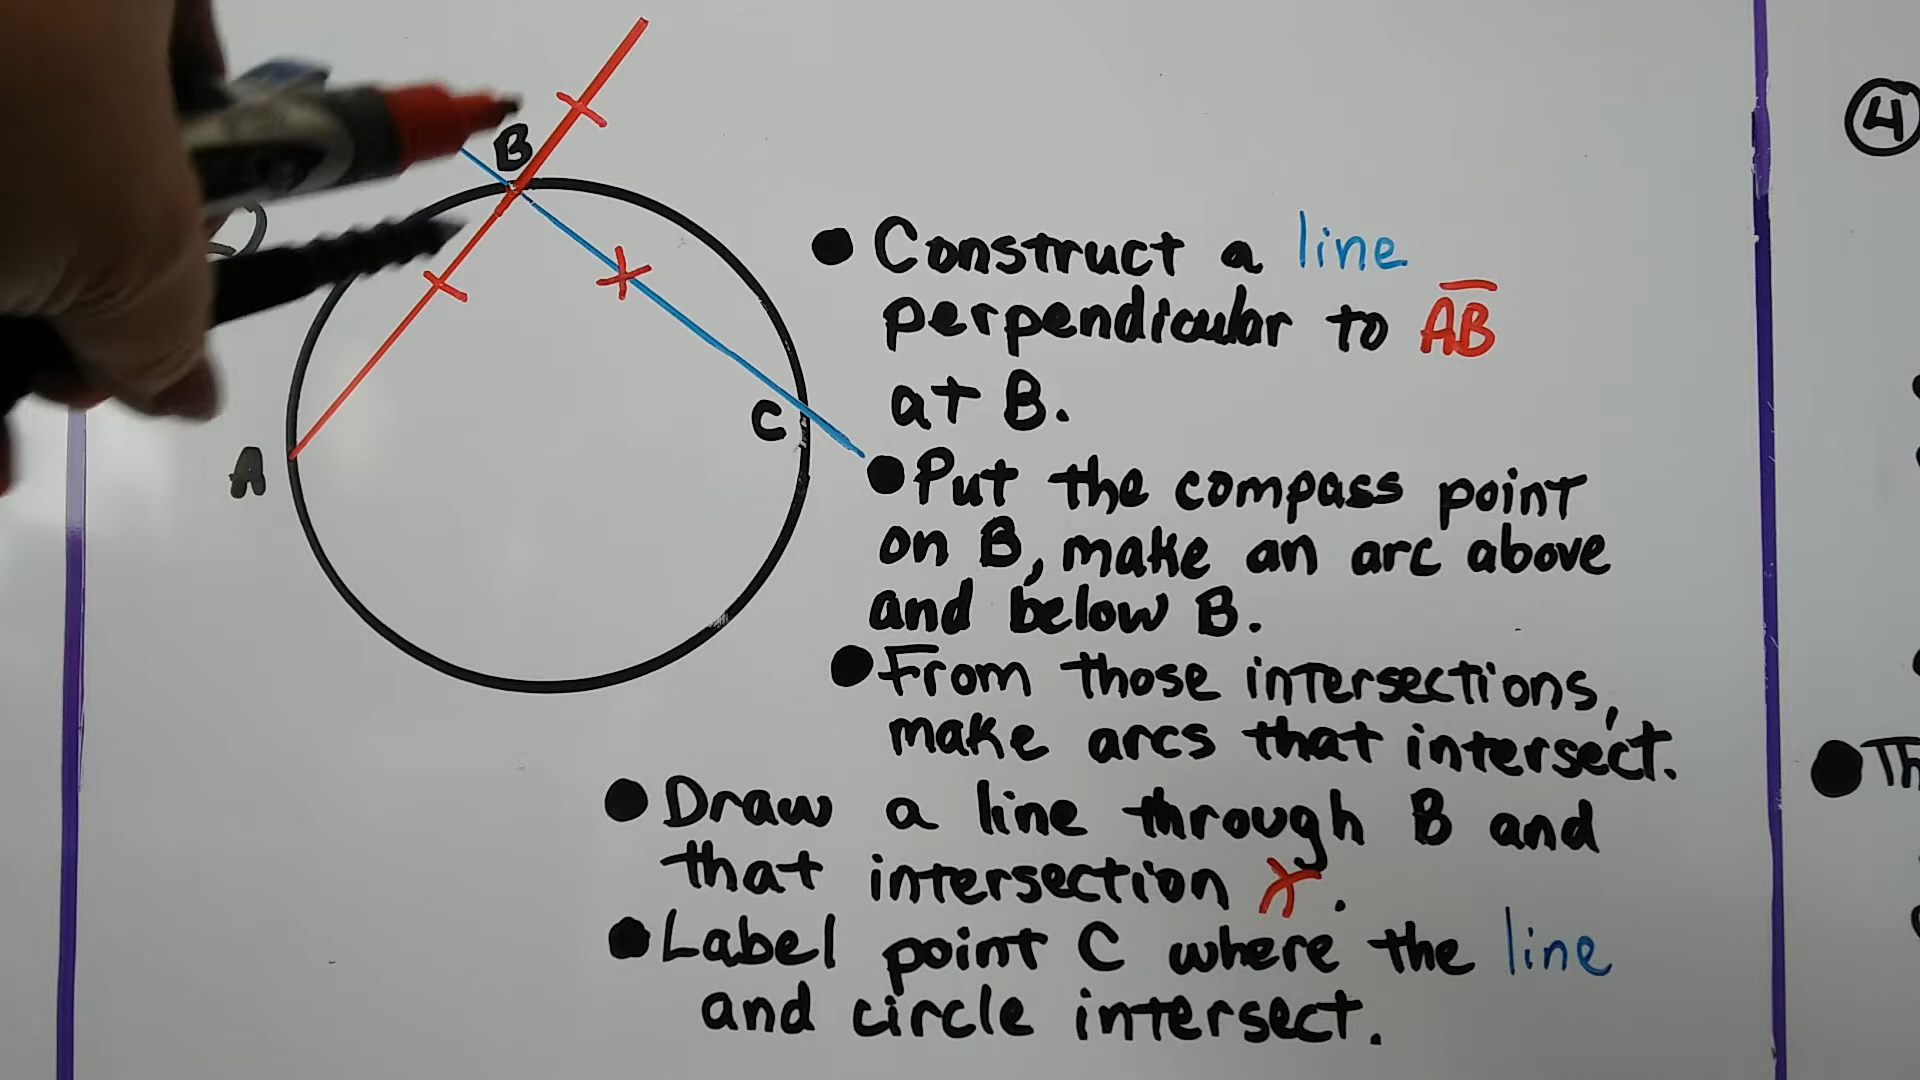 B
A
C
● Construct a line
perpendicular to A̅B̅
at B.
● Put the compass point
on B, make an arc above
and below B.
● From those intersections,
make arcs that intersect.
● Draw a line through B and
that intersection X.
● Label point C where the line
and circle intersect.
4
● Th